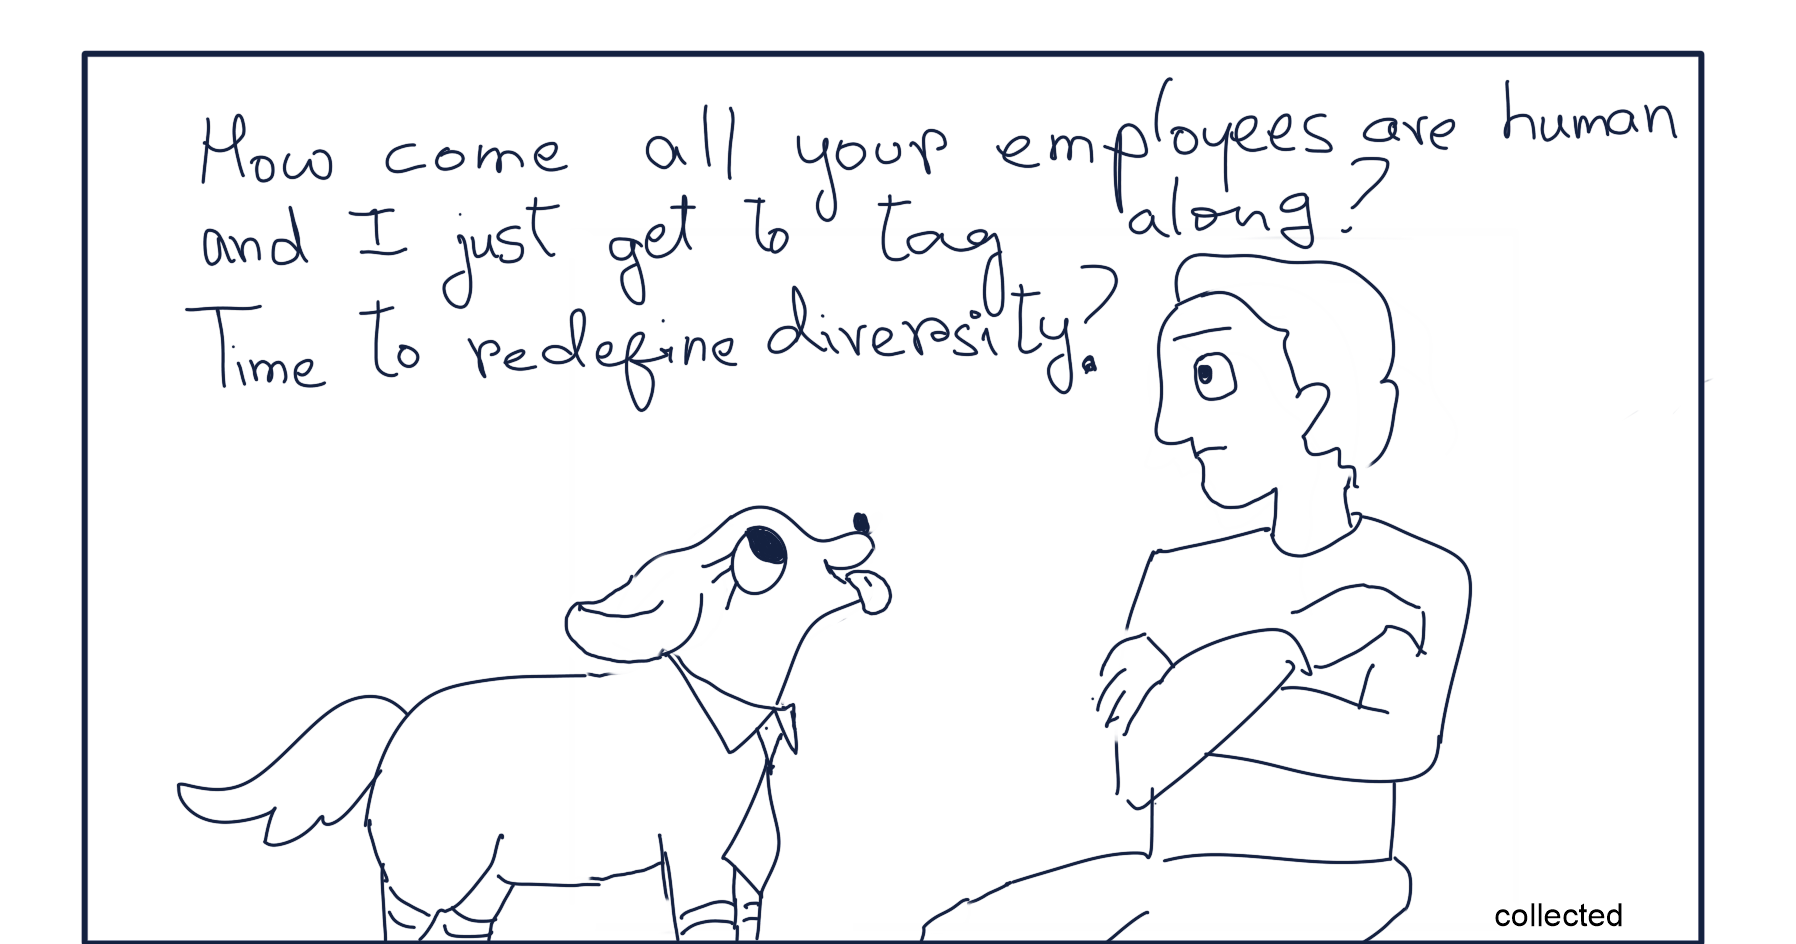 How come all your employees are human
and I just get to tag along?
Time to redefine diversity?
collected